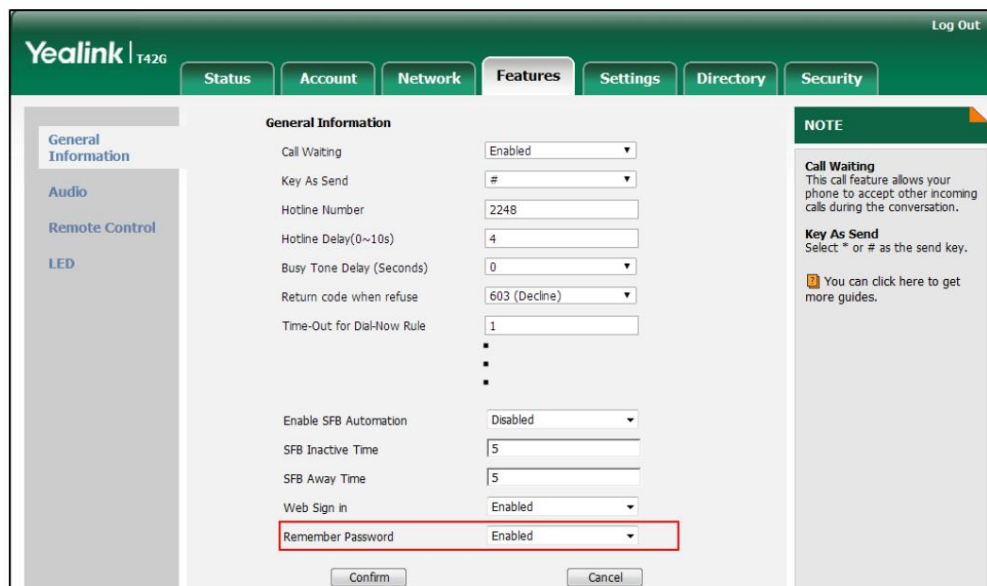 Log Out
Yealink | T42G
Status Account Network Features Settings Directory Security
General
Information
Audio
Remote Control
LED
General Information
Call Waiting Enabled
Key As Send #
Hotline Number 2248
Hotline Delay(0~10s) 4
Busy Tone Delay (Seconds) 0
Return code when refuse 603 (Decline)
Time-Out for Dial-Now Rule 1
Enable SFB Automation Disabled
SFB Inactive Time 5
SFB Away Time 5
Web Sign in Enabled
Remember Password Enabled
Confirm Cancel
NOTE
Call Waiting
This call feature allows your
phone to accept other incoming
calls during the conversation.
Key As Send
Select * or # as the send key.
You can click here to get
more guides.